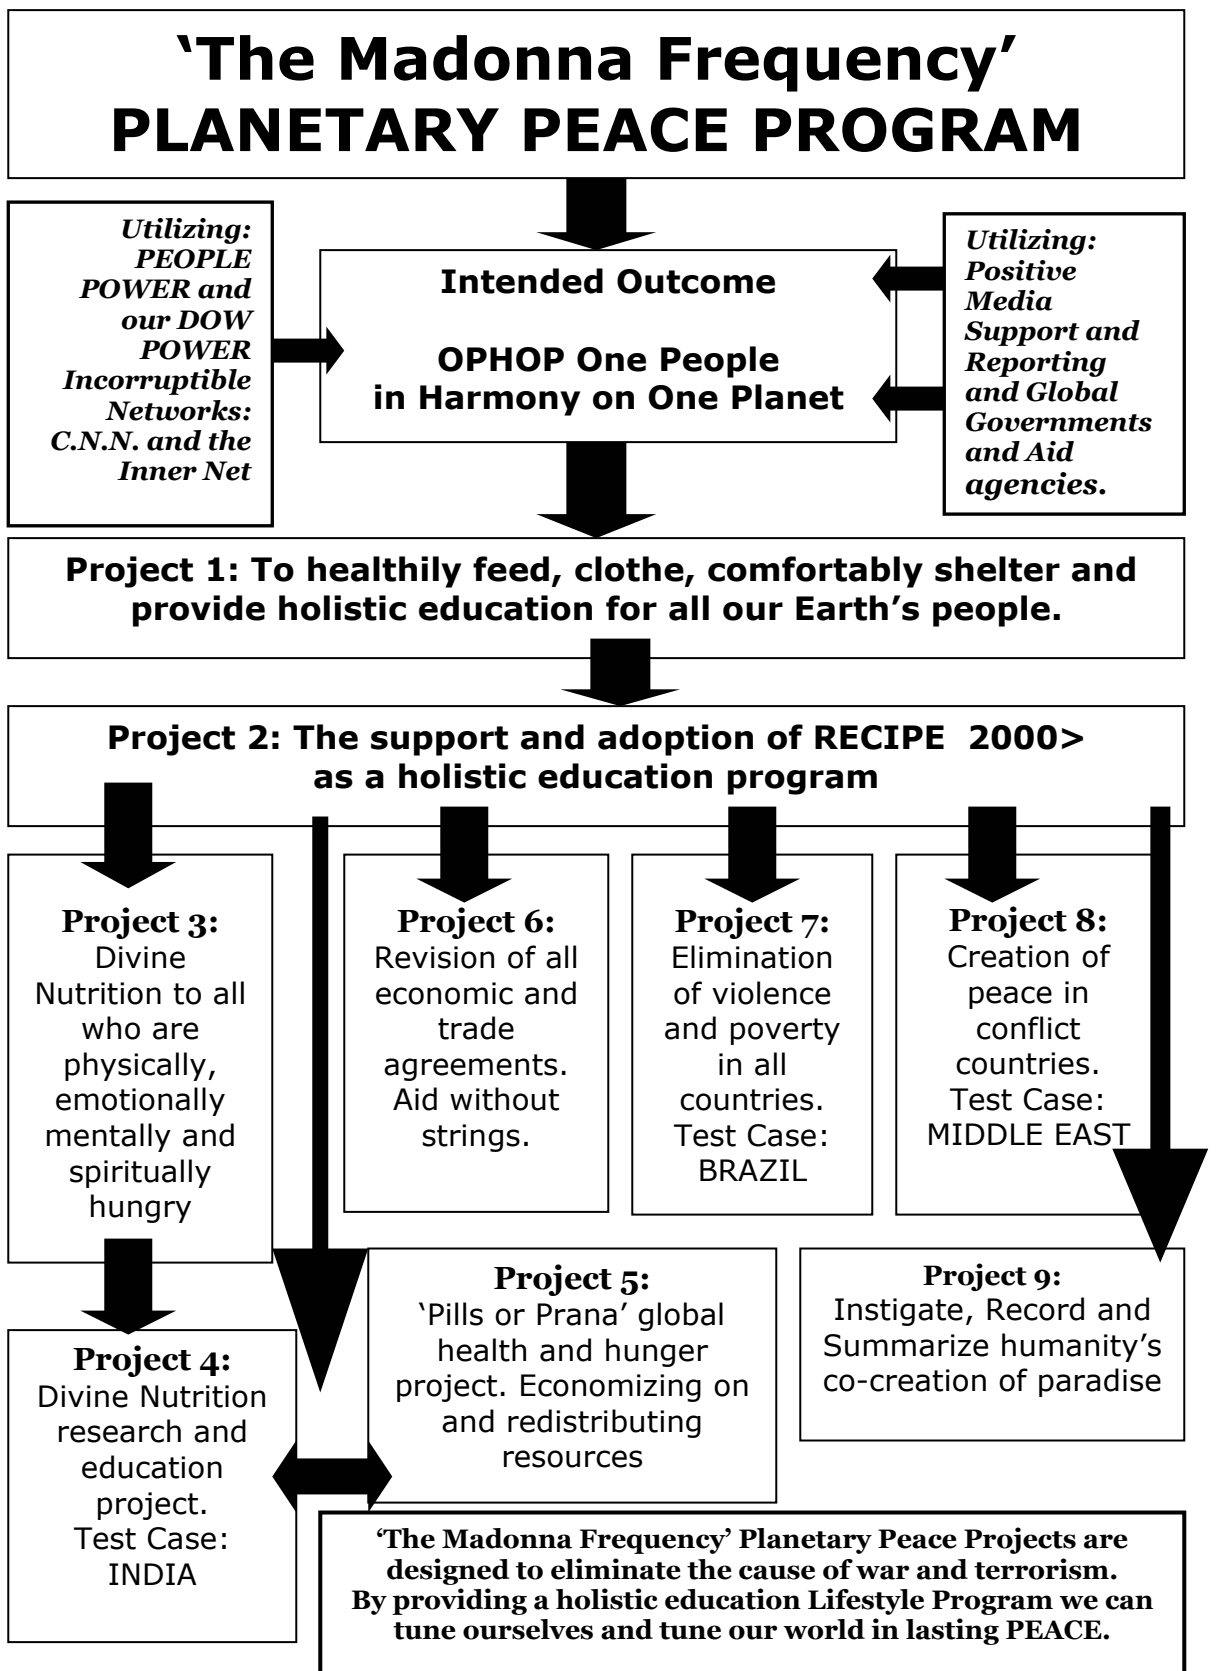 ‘The Madonna Frequency’
PLANETARY PEACE PROGRAM
Utilizing:
PEOPLE
POWER and
our DOW
POWER
Incorruptible
Networks:
C.N.N. and the
Inner Net
Intended Outcome
OPHOP One People
in Harmony on One Planet
Utilizing:
Positive
Media
Support and
Reporting
and Global
Governments
and Aid
agencies.
Project 1: To healthily feed, clothe, comfortably shelter and
provide holistic education for all our Earth’s people.
Project 2: The support and adoption of RECIPE 2000>
as a holistic education program
Project 3:
Divine
Nutrition to all
who are
physically,
emotionally
mentally and
spiritually
hungry
Project 6:
Revision of all
economic and
trade
agreements.
Aid without
strings.
Project 7:
Elimination
of violence
and poverty
in all
countries.
Test Case:
BRAZIL
Project 8:
Creation of
peace in
conflict
countries.
Test Case:
MIDDLE EAST
Project 4:
Divine Nutrition
research and
education
project.
Test Case:
INDIA
Project 5:
‘Pills or Prana’ global
health and hunger
project. Economizing on
and redistributing
resources
Project 9:
Instigate, Record and
Summarize humanity’s
co-creation of paradise
‘The Madonna Frequency’ Planetary Peace Projects are
designed to eliminate the cause of war and terrorism.
By providing a holistic education Lifestyle Program we can
tune ourselves and tune our world in lasting PEACE.